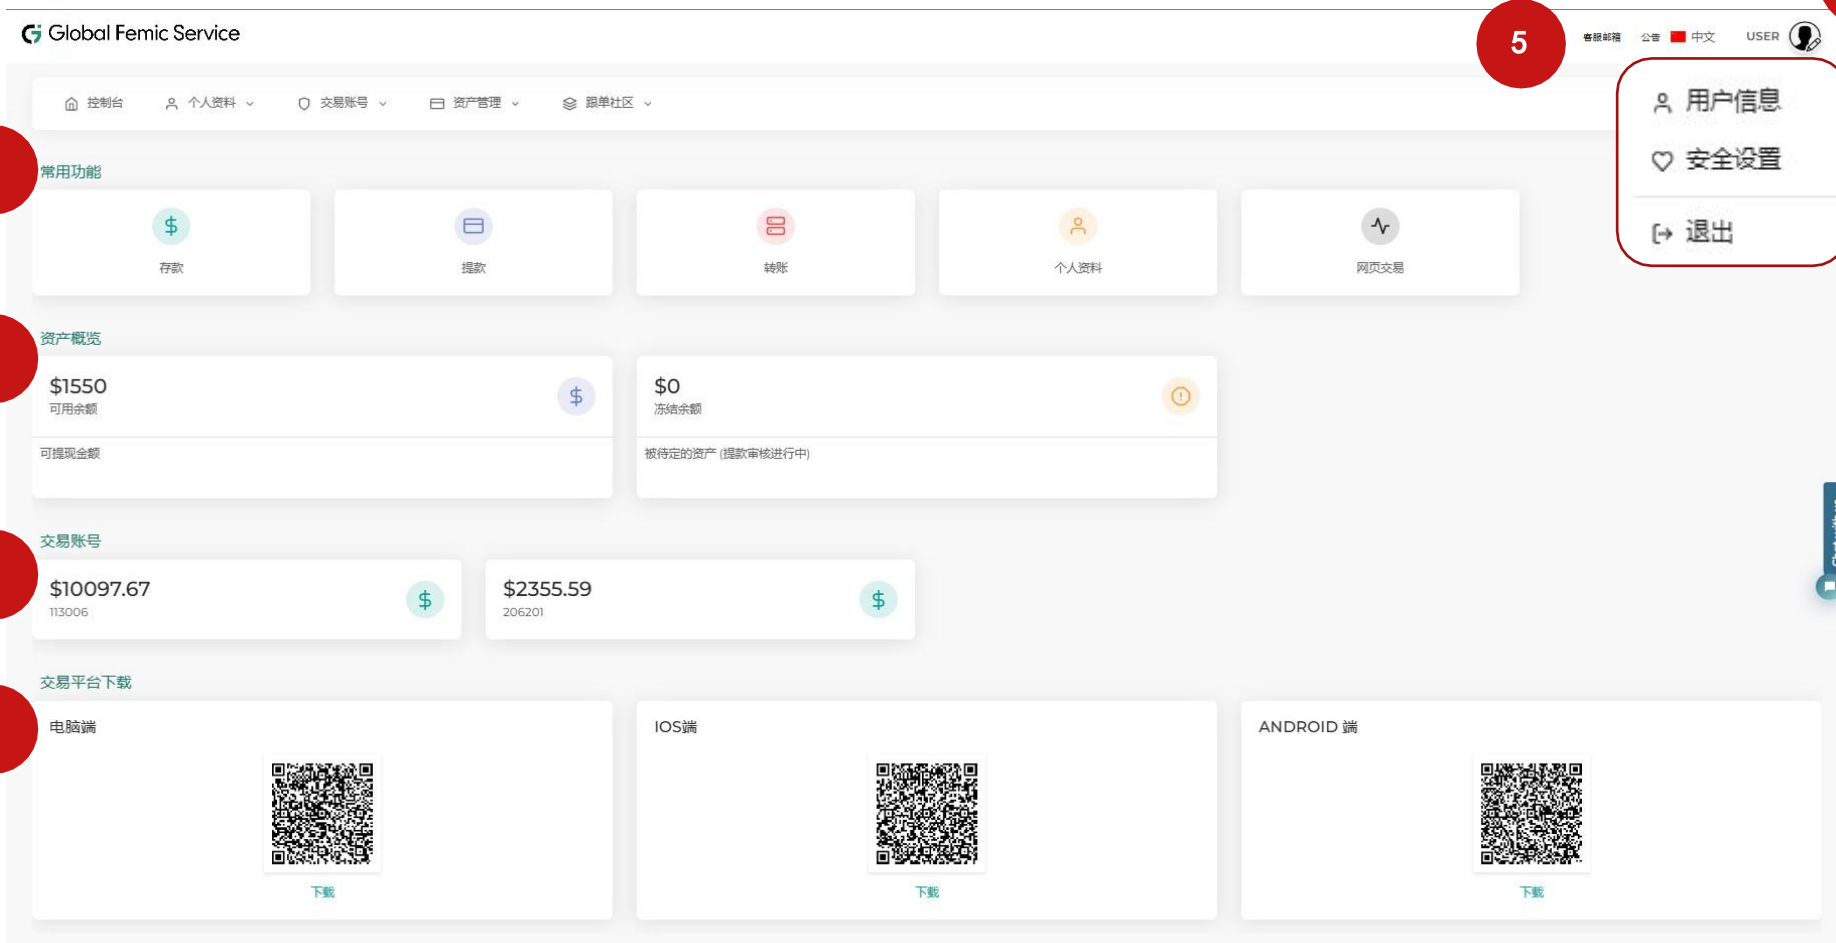 Global Femic Service
5
客服邮箱 公告 中文 USER
控制台 个人资料 交易账号 资产管理 跟单社区
用户信息
安全设置
退出
常用功能
存款 提款 转账 个人资料 网页交易
资产概览
$1550
可用余额
可提现金额
$0
冻结余额
被待定的资产 (提款审核进行中)
交易账号
$10097.67
113006
$2355.59
206201
交易平台下载
电脑端 IOS端 ANDROID 端
下载 下载 下载